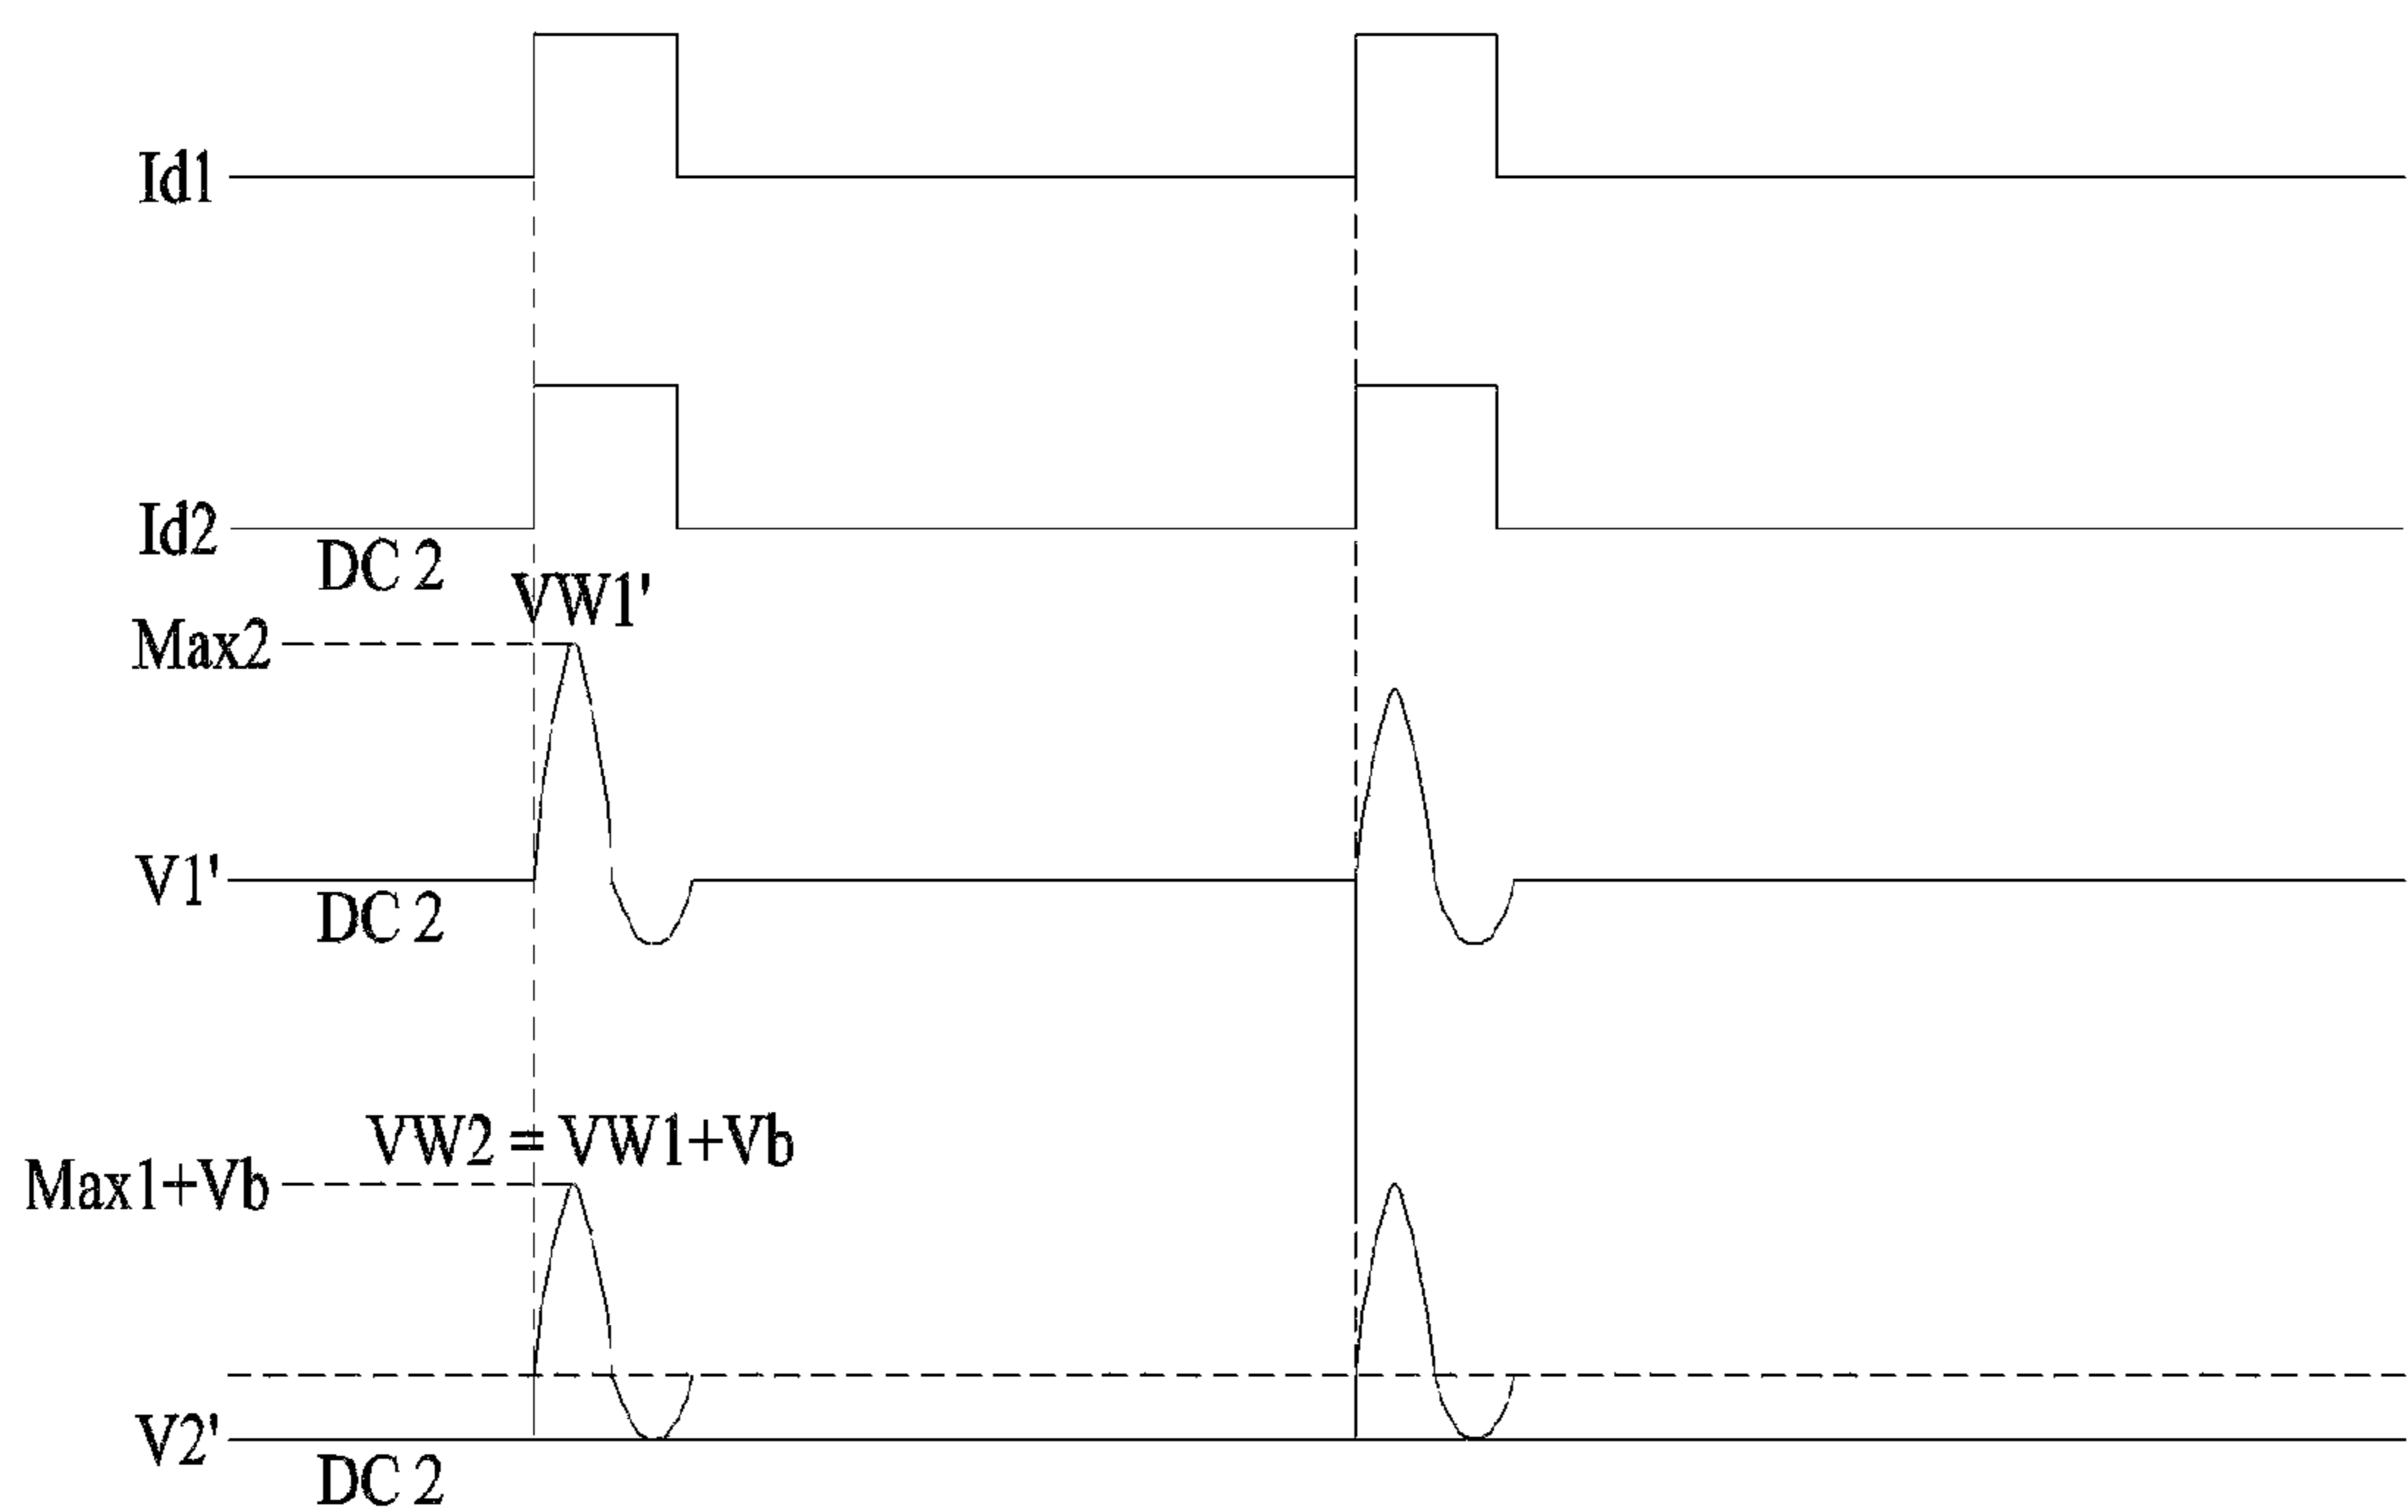 Id1
Id2
DC 2
VW1'
Max2
V1'
DC 2
VW2 = VW1+Vb
Max1+Vb
V2'
DC 2